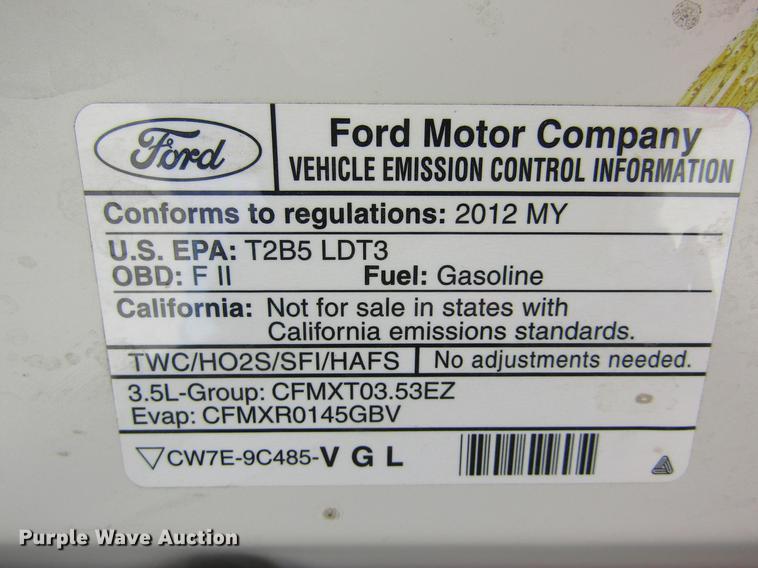 Ford
Ford Motor Company
VEHICLE EMISSION CONTROL INFORMATION
Conforms to regulations: 2012 MY
U.S. EPA: T2B5 LDT3
OBD: F II Fuel: Gasoline
California: Not for sale in states with
California emissions standards.
TWC/HO2S/SFI/HAFS No adjustments needed.
3.5L-Group: CFMXT03.53EZ
Evap: CFMXR0145GBV
CW7E-9C485-V G L
Purple Wave Auction